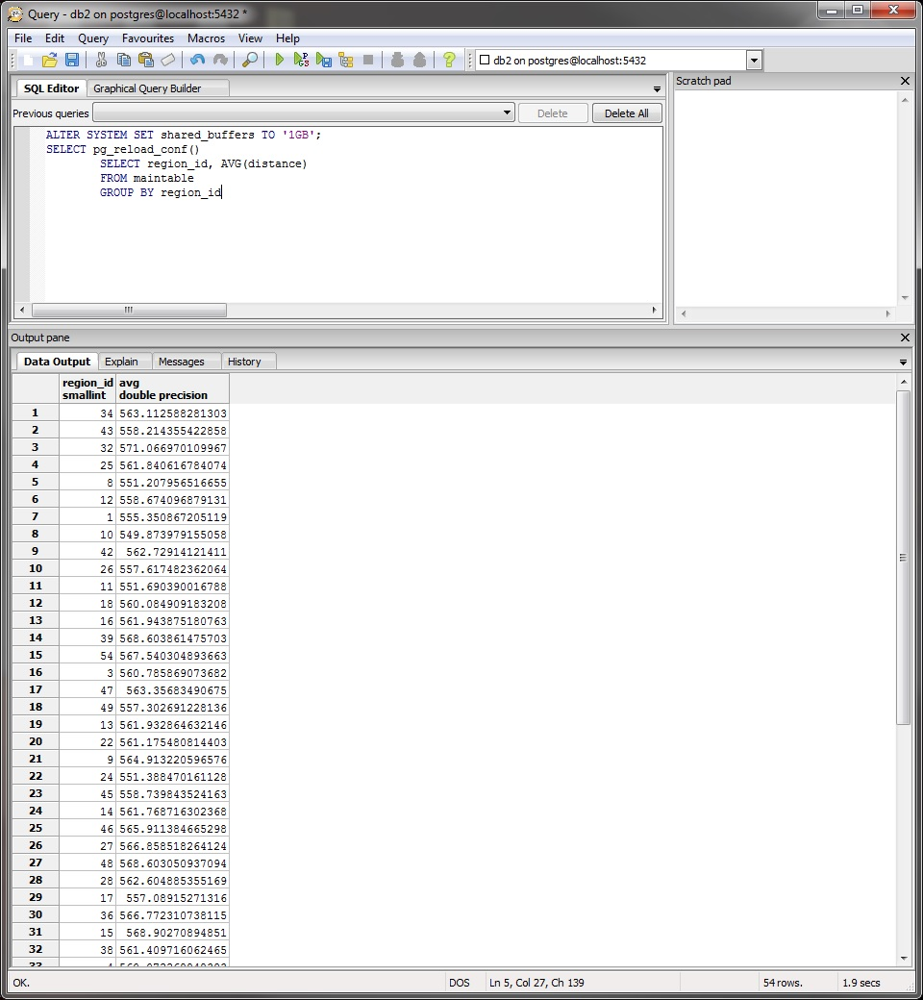 Query - db2 on postgres@localhost:5432 *
File Edit Query Favourites Macros View Help
db2 on postgres@localhost:5432
SQL Editor Graphical Query Builder
Previous queries Delete Delete All
ALTER SYSTEM SET shared_buffers TO '1GB';
SELECT pg_reload_conf()
SELECT region_id, AVG(distance)
FROM maintable
GROUP BY region_id
Scratch pad
Output pane
Data Output Explain Messages History
region_id avg
smallint double precision
1 34 563.112588281303
2 43 558.214355422858
3 32 571.066970109967
4 25 561.840616784074
5 8 551.207956516655
6 12 558.674096879131
7 1 555.350867205119
8 10 549.873979155058
9 42 562.72914121411
10 26 557.617482362064
11 11 551.690390016788
12 18 560.084909183208
13 16 561.943875180763
14 39 568.603861475703
15 54 567.540304893663
16 3 560.785869073682
17 47 563.35683490675
18 49 557.302691228136
19 13 561.932864632146
20 22 561.175480814403
21 9 564.913220596576
22 24 551.388470161128
23 45 558.739843524163
24 14 561.768716302368
25 46 565.911384665298
26 27 566.858518264124
27 48 568.603050937094
28 28 562.604885355169
29 17 557.08915271316
30 36 566.772310738115
31 15 568.90270894851
32 38 561.409716062465
33
OK. DOS Ln 5, Col 27, Ch 139 54 rows. 1.9 secs